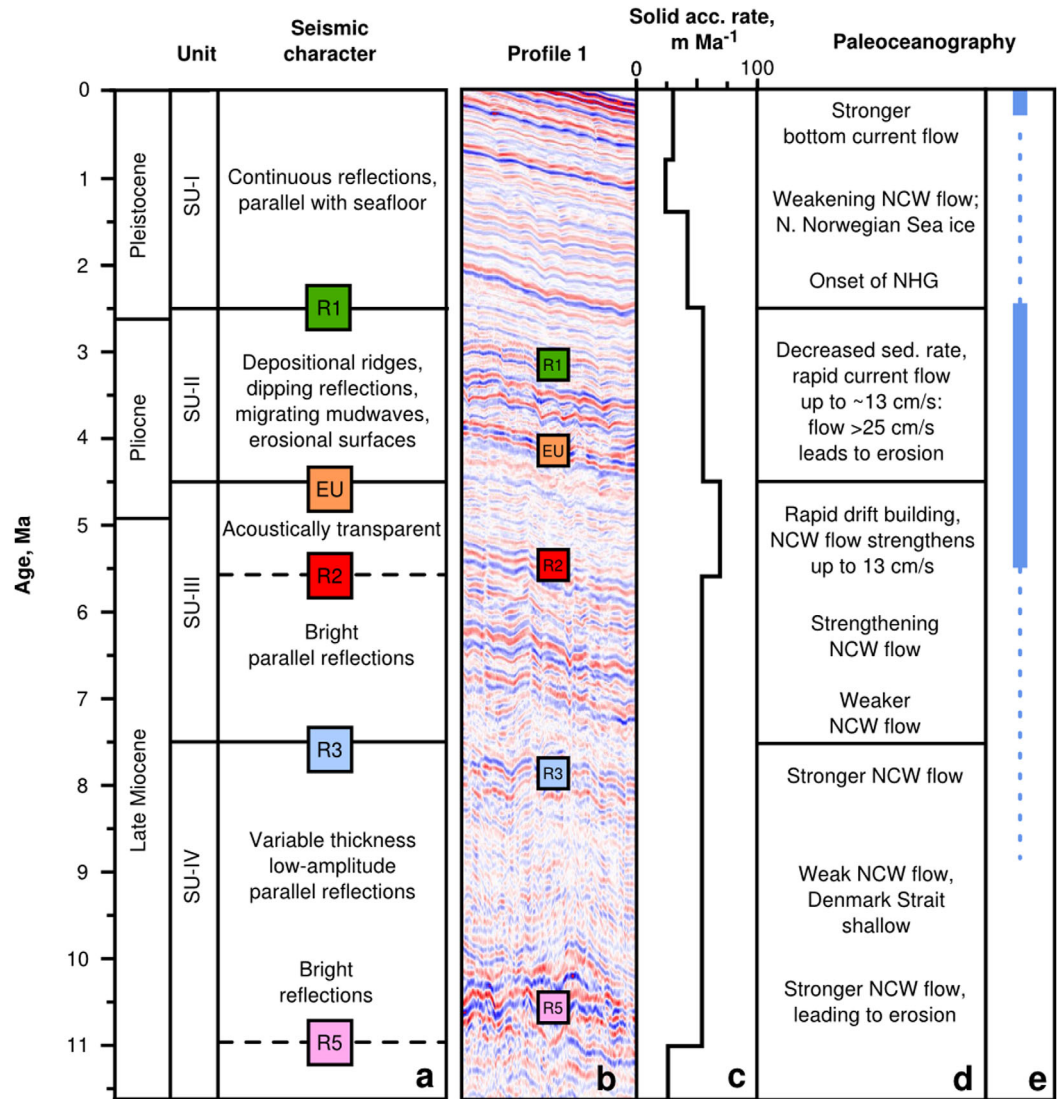 Unit
Seismic
character
Profile 1
Solid acc. rate,
m Ma-1
Paleoceanography
0
100
Age, Ma
0
1
2
3
4
5
6
7
8
9
10
11
Pleistocene
Pliocne
Late Miocene
SU-I
SU-II
SU-III
SU-IV
Continuous reflections,
parallel with seafloor
R1
Depositional ridges,
dipping reflections,
migrating mudwaves,
erosional surfaces
EU
Acoustically transparent
R2
Bright
parallel reflections
R3
Variable thickness
low-amplitude
parallel reflections
Bright
reflections
R5
a
R1
EU
R2
R3
R5
b
c
Stronger
bottom current flow
Weakening NCW flow;
N. Norwegian Sea ice
Onset of NHG
Decreased sed. rate,
rapid current flow
up to ~13 cm/s:
flow >25 cm/s
leads to erosion
Rapid drift building,
NCW flow strengthens
up to 13 cm/s
Strengthening
NCW flow
Weaker
NCW flow
Stronger NCW flow
Weak NCW flow,
Denmark Strait
shallow
Stronger NCW flow,
leading to erosion
d
e